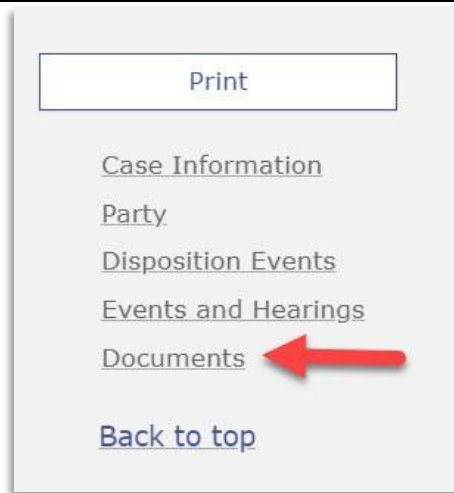 Print
Case Information
Party
Disposition Events
Events and Hearings
Documents
Back to top